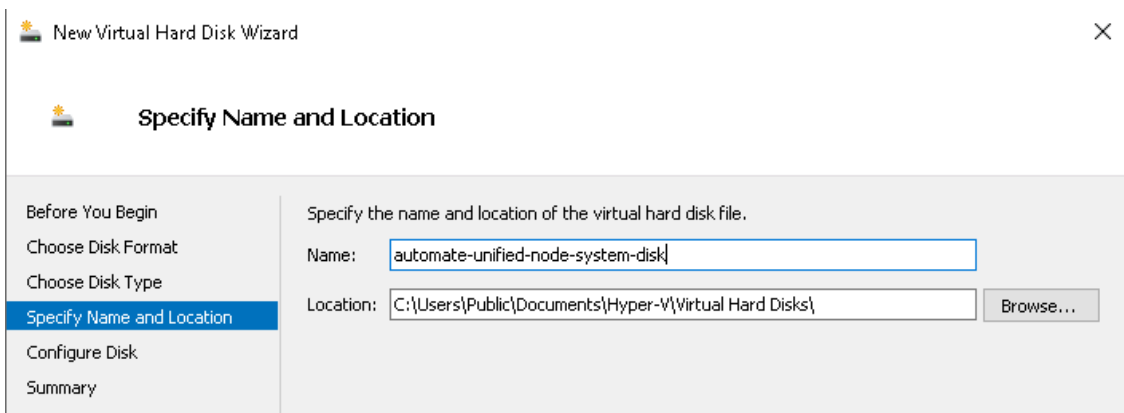 New Virtual Hard Disk Wizard
Specify Name and Location
Before You Begin
Choose Disk Format
Choose Disk Type
Specify Name and Location
Configure Disk
Summary
Specify the name and location of the virtual hard disk file.
Name: automate-unified-node-system-disk
Location: C:\Users\Public\Documents\Hyper-V\Virtual Hard Disks\ Browse...